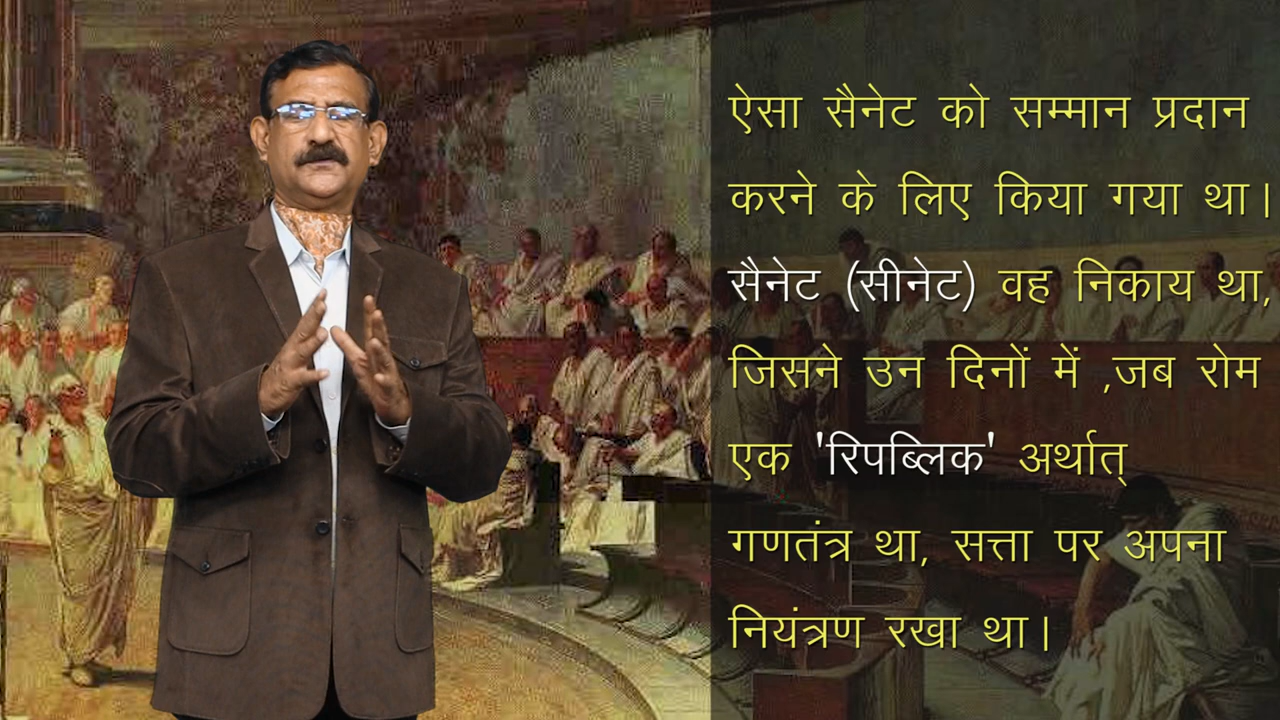 ऐसा सैनेट को सम्मान प्रदान
करने के लिए किया गया था।
सैनेट (सीनेट) वह निकाय था,
जिसने उन दिनों में ,जब रोम
एक 'रिपब्लिक' अर्थात्
गणतंत्र था, सत्ता पर अपना
नियंत्रण रखा था।